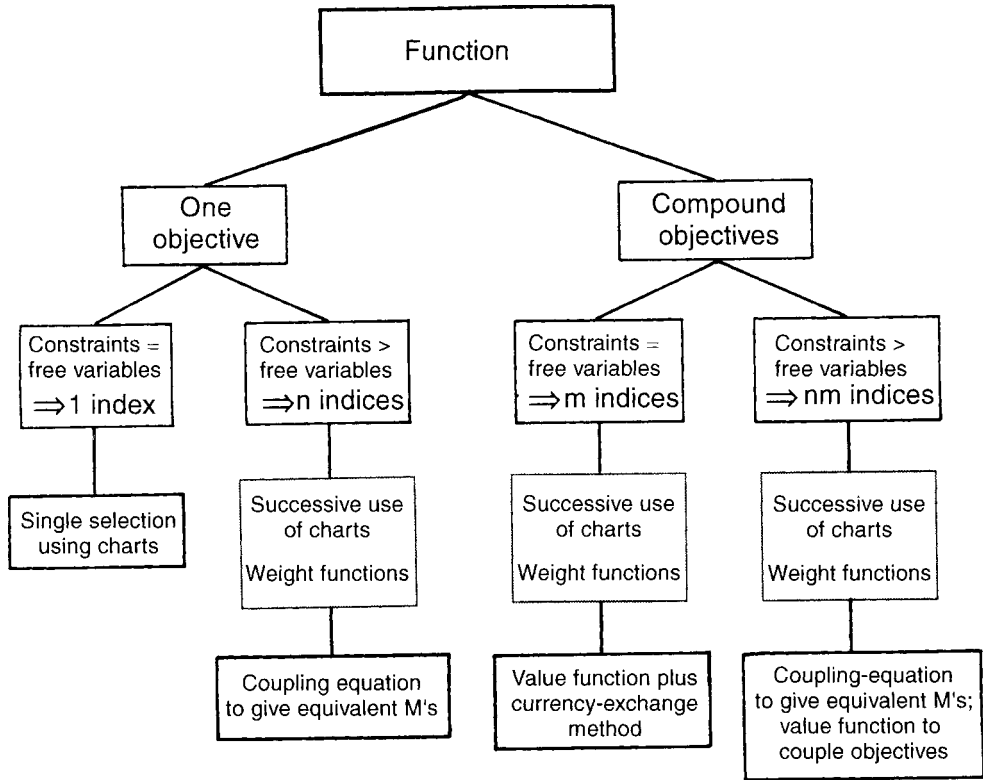 Function
One
objective
Compound
objectives
Constraints =
free variables
⇒1 index
Constraints >
free variables
⇒n indices
Constraints =
free variables
⇒m indices
Constraints >
free variables
⇒ nm indices
Single selection
using charts
Successive use
of charts
Weight functions
Successive use
of charts
Weight functions
Successive use
of charts
Weight functions
Coupling equation
to give equivalent M's
Value function plus
currency-exchange
method
Coupling-equation
to give equivalent M's;
value function to
couple objectives